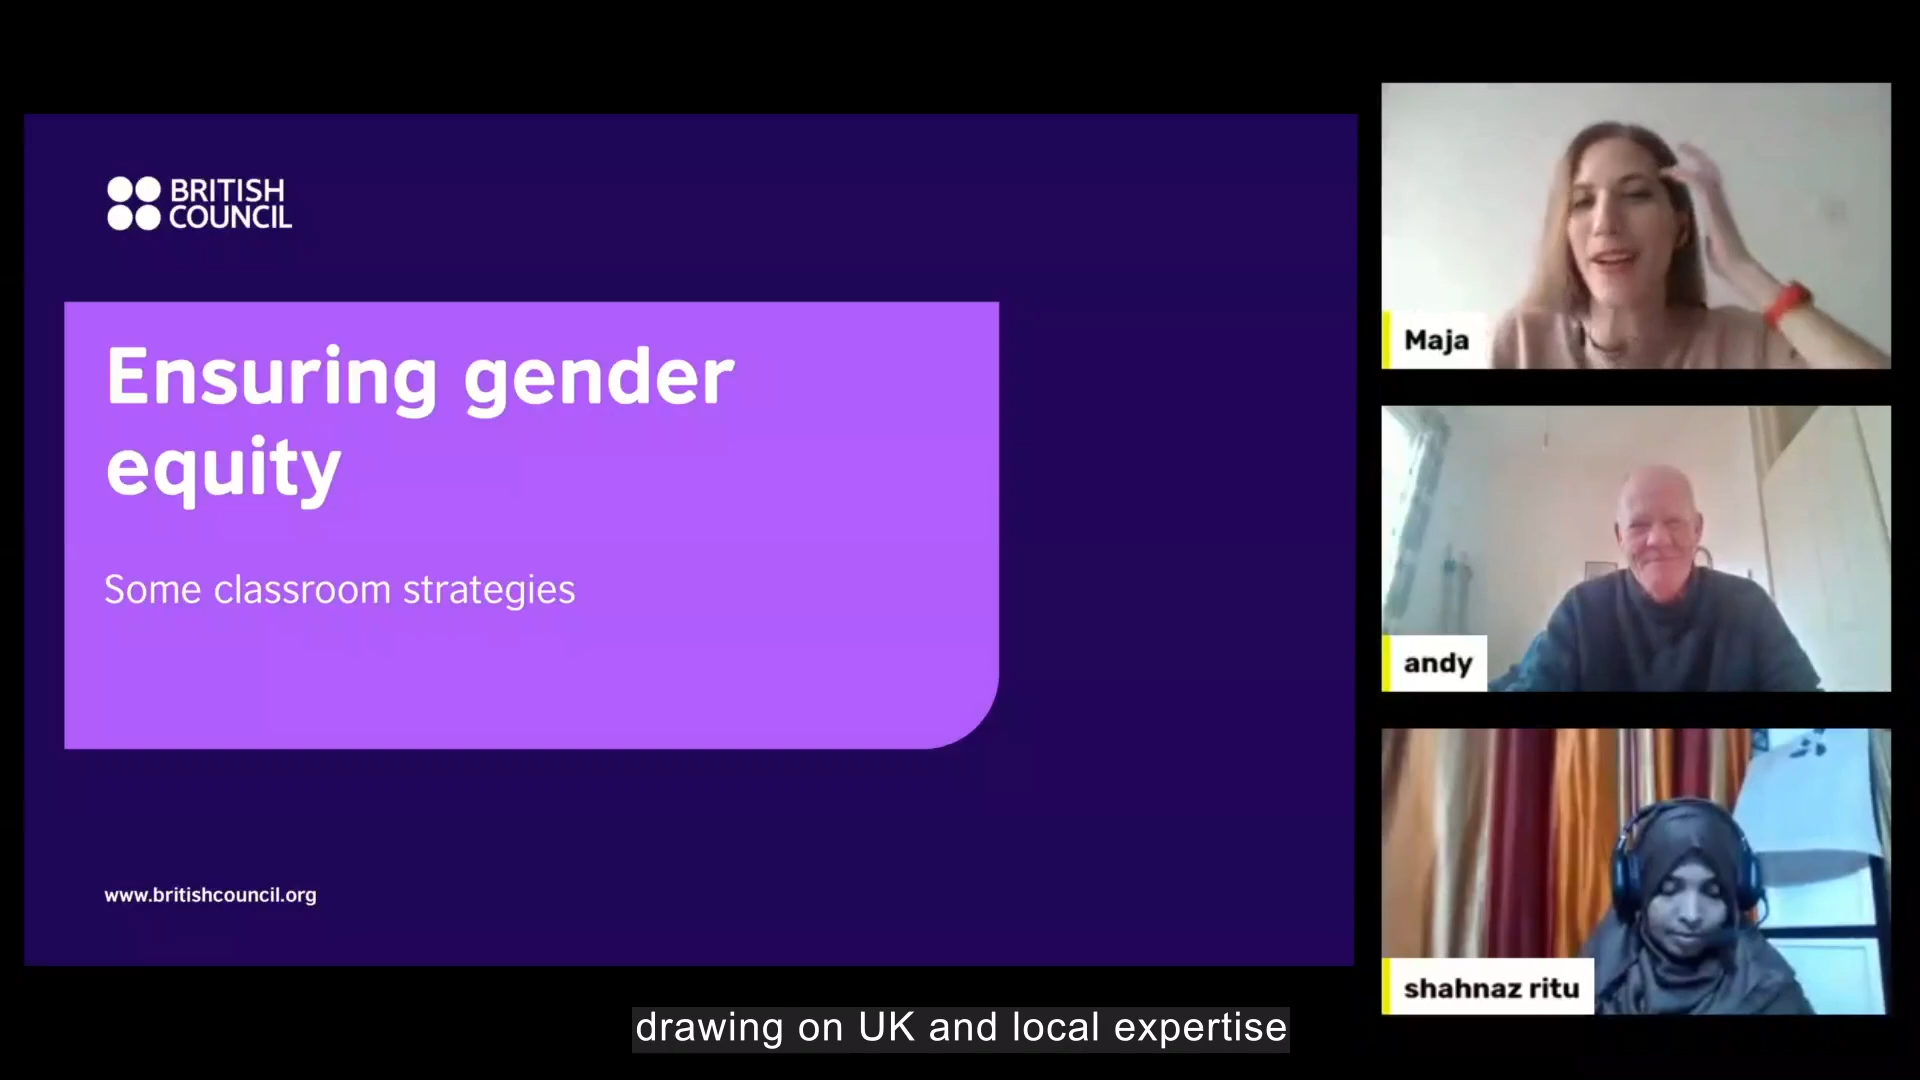 BRITISH
COUNCIL
Ensuring gender
equity
Some classroom strategies
www.britishcouncil.org
Maja
andy
shahnaz ritu
drawing on UK and local expertise